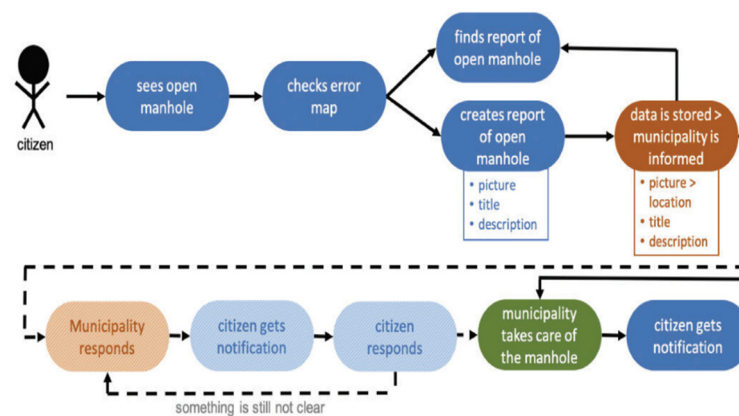 finds report of
open manhole
sees open
manhole
checks error
map
citizen
creates report
of open
manhole
• picture
• title
• description
data is stored >
municipality is
informed
• picture >
location
• title
• description
Municipality
responds
citizen gets
notification
citizen
responds
municipality
takes care of
the manhole
citizen gets
notification
something is still not clear